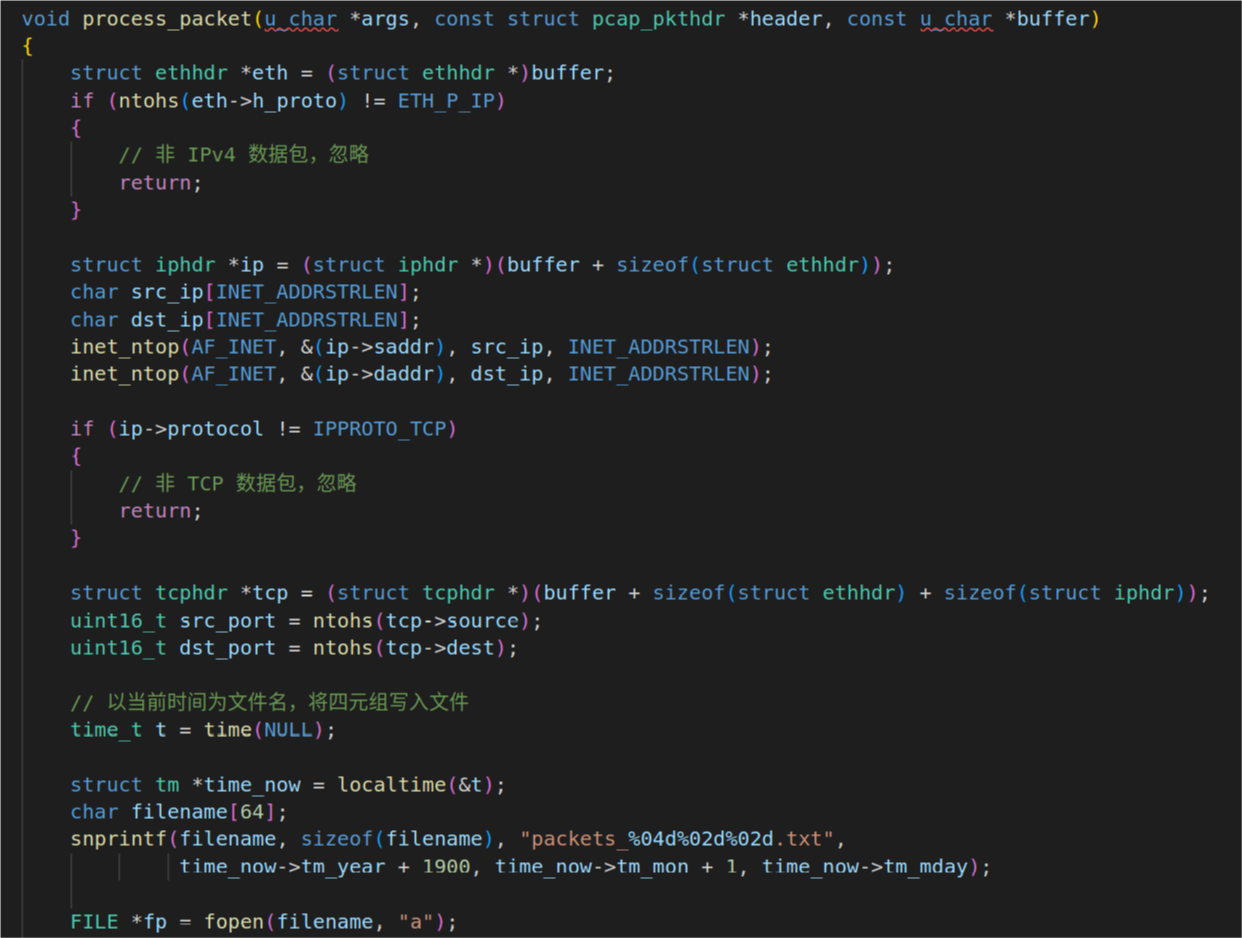 void process_packet(u_char *args, const struct pcap_pkthdr *header, const u_char *buffer)
{
    struct ethhdr *eth = (struct ethhdr *)buffer;
    if (ntohs(eth->h_proto) != ETH_P_IP)
    {
        // 非 IPv4 数据包，忽略
        return;
    }
    struct iphdr *ip = (struct iphdr *)(buffer + sizeof(struct ethhdr));
    char src_ip[INET_ADDRSTRLEN];
    char dst_ip[INET_ADDRSTRLEN];
    inet_ntop(AF_INET, &(ip->saddr), src_ip, INET_ADDRSTRLEN);
    inet_ntop(AF_INET, &(ip->daddr), dst_ip, INET_ADDRSTRLEN);
    if (ip->protocol != IPPROTO_TCP)
    {
        // 非 TCP 数据包，忽略
        return;
    }
    struct tcphdr *tcp = (struct tcphdr *)(buffer + sizeof(struct ethhdr) + sizeof(struct iphdr));
    uint16_t src_port = ntohs(tcp->source);
    uint16_t dst_port = ntohs(tcp->dest);
    // 以当前时间为文件名，将四元组写入文件
    time_t t = time(NULL);
    struct tm *time_now = localtime(&t);
    char filename[64];
    snprintf(filename, sizeof(filename), "packets_%04d%02d%02d.txt",
             time_now->tm_year + 1900, time_now->tm_mon + 1, time_now->tm_mday);
    FILE *fp = fopen(filename, "a");